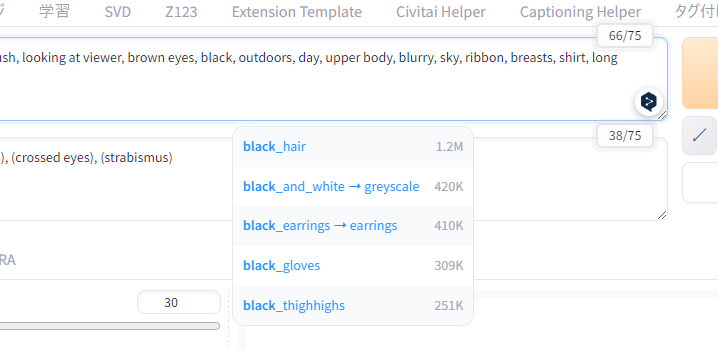 学習 SVD Z123 Extension Template Civitai Helper Captioning Helper タグ付
66/75
ush, looking at viewer, brown eyes, black, outdoors, day, upper body, blurry, sky, ribbon, breasts, shirt, long
38/75
), (crossed eyes), (strabismus)
black_hair 1.2M
black_and_white → greyscale 420K
black_earrings → earrings 410K
black_gloves 309K
black_thighhighs 251K
RA
30